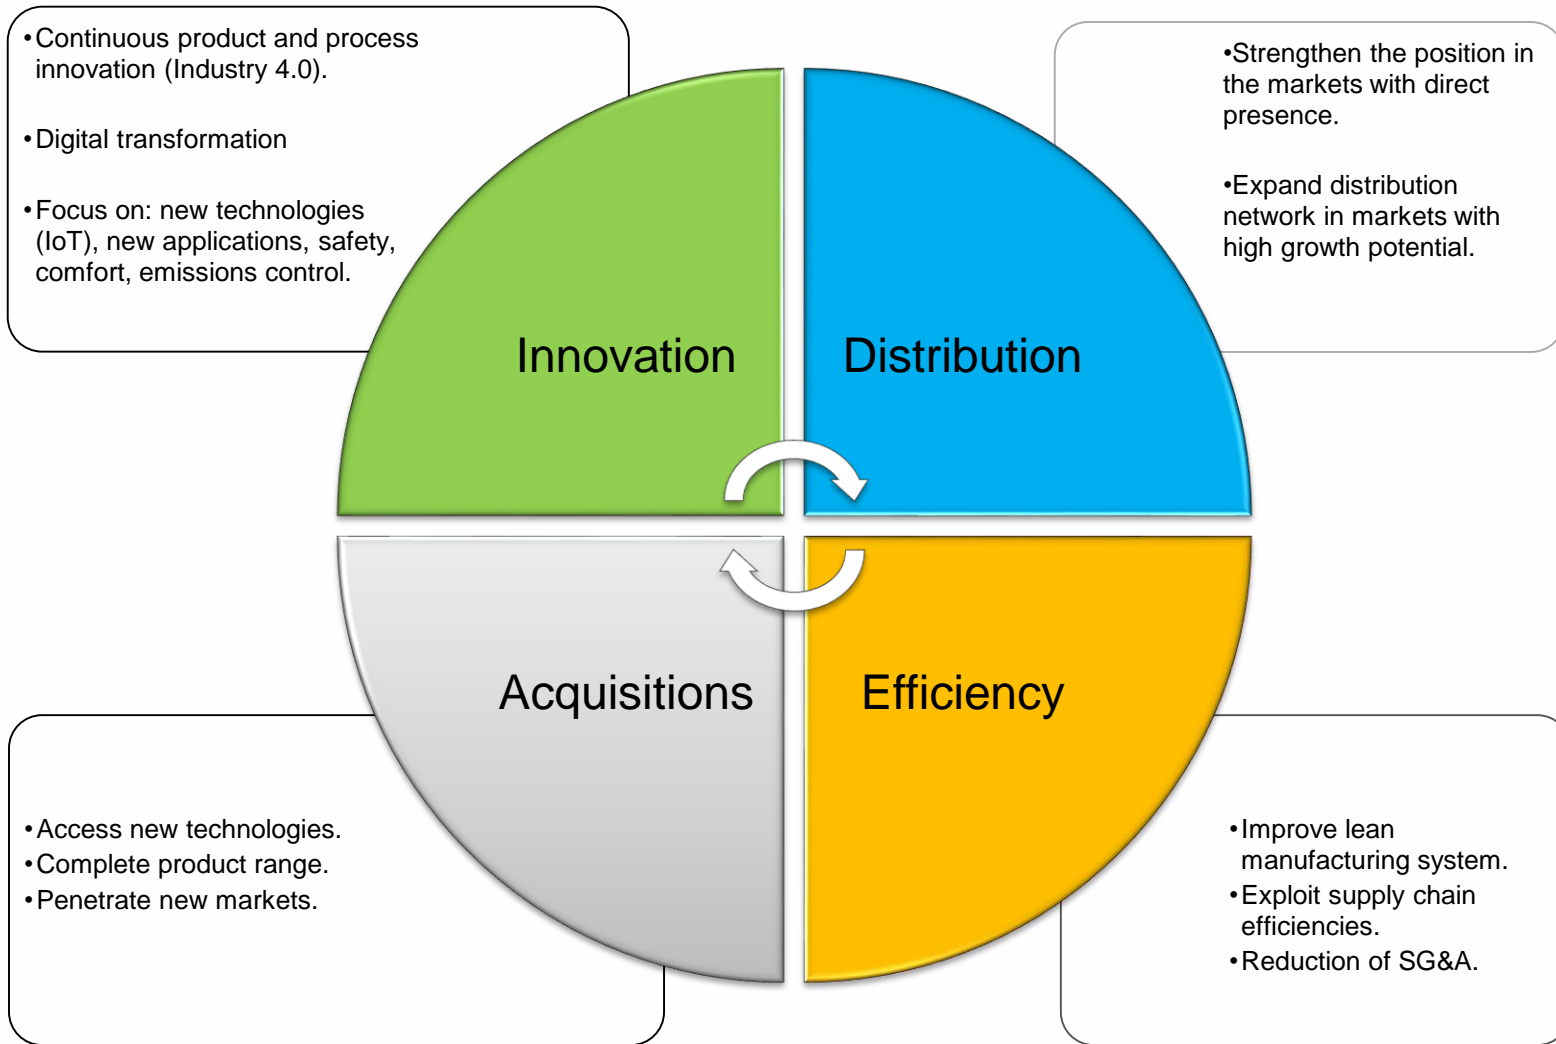 •Continuous product and process
innovation (Industry 4.0).
•Digital transformation
•Focus on: new technologies
(IoT), new applications, safety,
comfort, emissions control.
•Strengthen the position in
the markets with direct
presence.
•Expand distribution
network in markets with
high growth potential.
Innovation
Distribution
Acquisitions
Efficiency
•Access new technologies.
•Complete product range.
•Penetrate new markets.
•Improve lean
manufacturing system.
•Exploit supply chain
efficiencies.
•Reduction of SG&A.